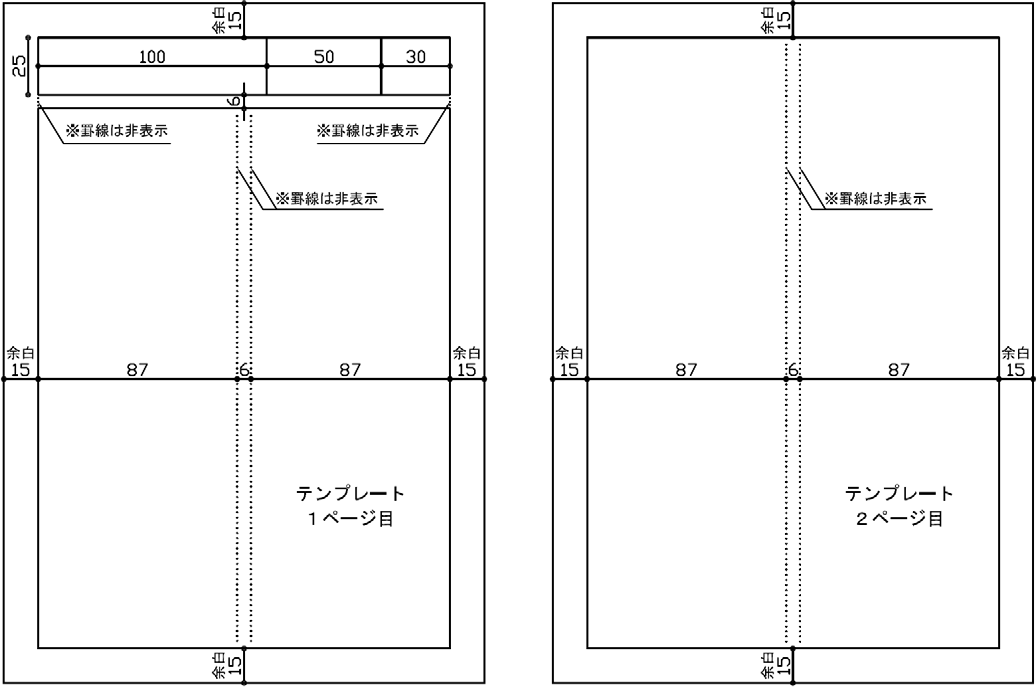 余白
15
100
50
30
25
6
※罫線は非表示
※罫線は非表示
※罫線は非表示
余白
15
87
6
87
余白
15
テンプレート
1ページ目
余白
15
余白
15
※罫線は非表示
余白
15
87
6
87
余白
15
テンプレート
2ページ目
余白
15